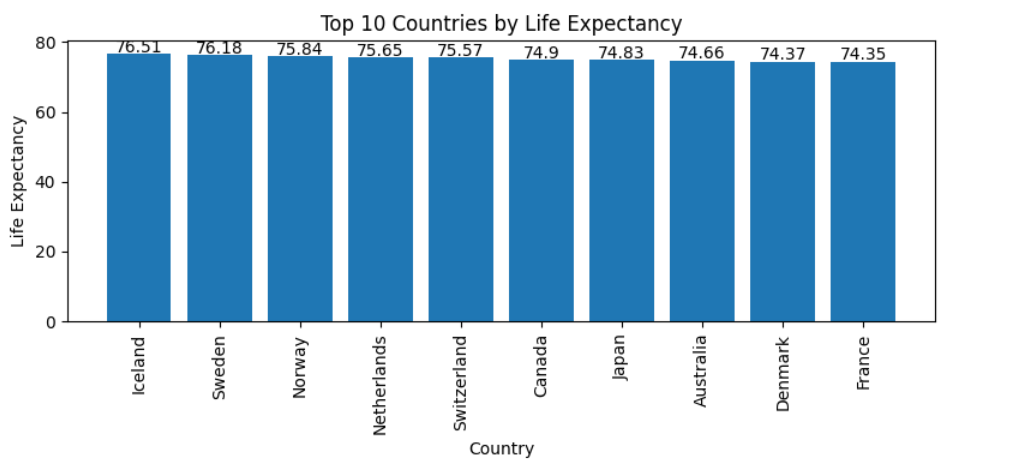 Top 10 Countries by Life Expectancy
Life Expectancy
80
60
40
20
0
76.51 76.18 75.84 75.65 75.57 74.9 74.83 74.66 74.37 74.35
Iceland Sweden Norway Netherlands Switzerland Canada Japan Australia Denmark France
Country